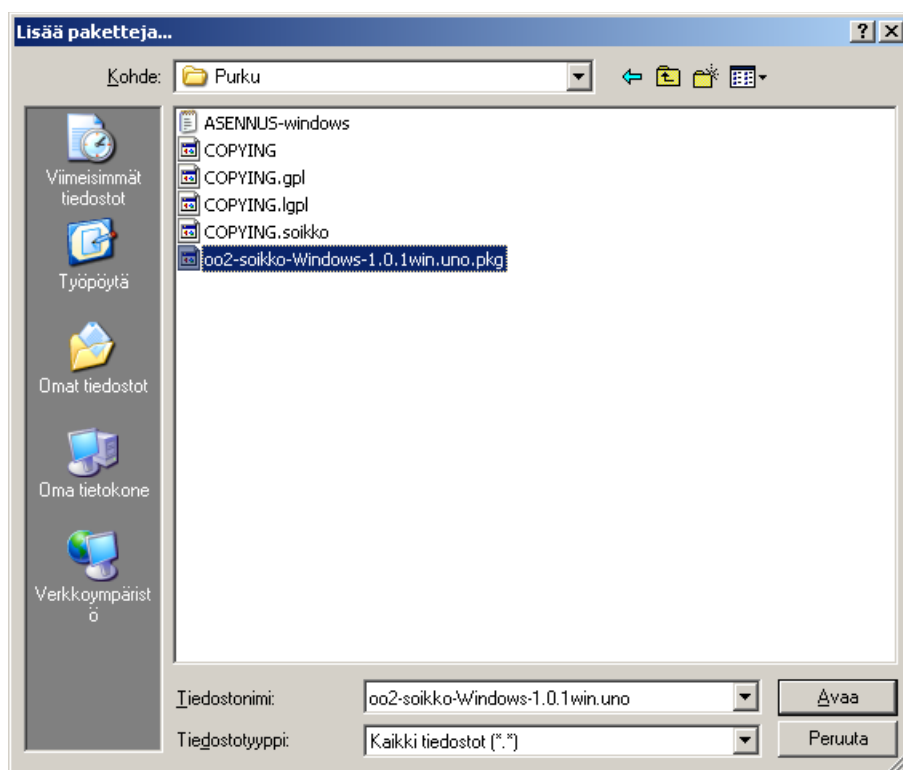 Lisää paketteja...
Kohde:
Purku
Viimeisimmät
tiedostot
Työpöytä
Omat tiedostot
Oma tietokone
Verkkoympärist
ö
ASENNUS-windows
COPYING
COPYING.gpl
COPYING.lgpl
COPYING.soikko
oo2-soikko-Windows-1.0.1win.uno.pkg
Tiedostonimi:
oo2-soikko-Windows-1.0.1win.uno
Avaa
Tiedostotyyppi:
Kaikki tiedostot (*.*)
Peruuta